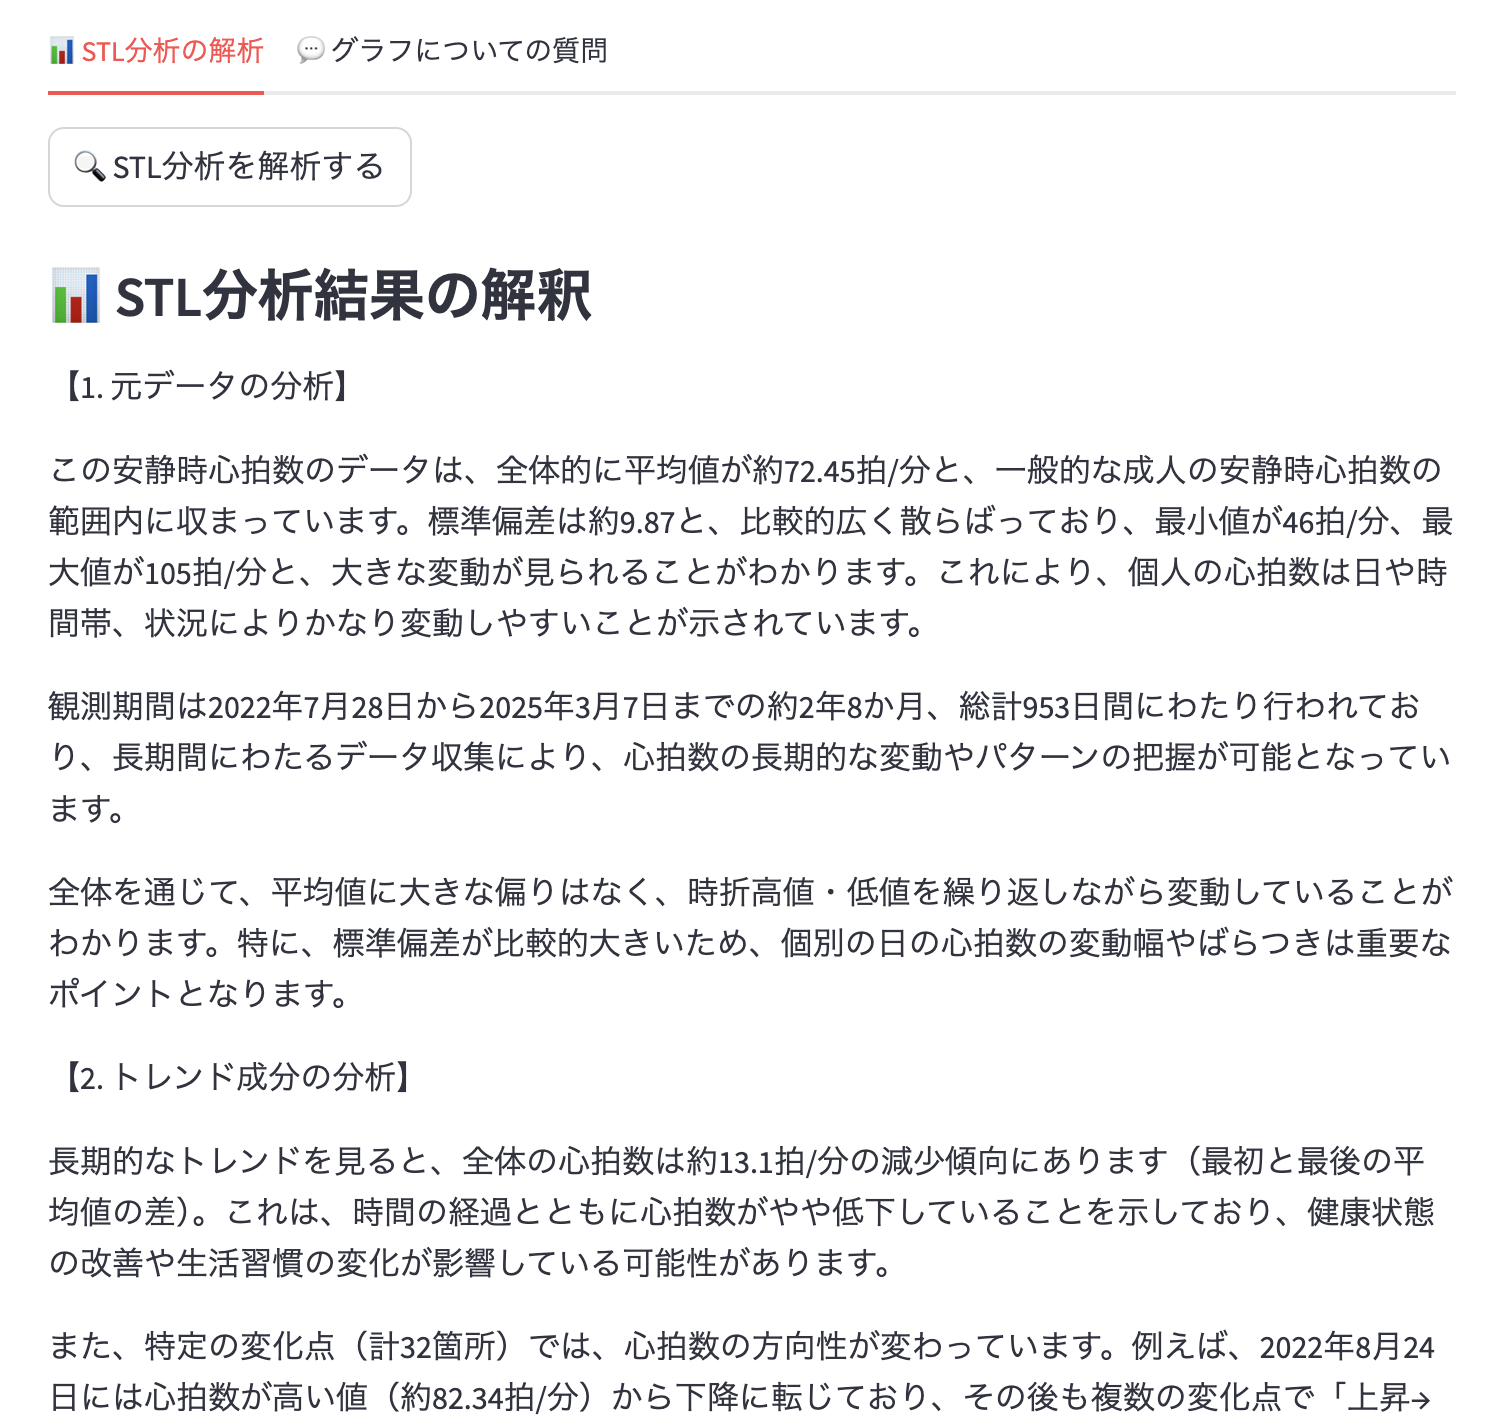 STL分析の解析 グラフについての質問
STL分析を解析する
STL分析結果の解釈
【1. 元データの分析】
この安静時心拍数のデータは、全体的に平均値が約72.45拍/分と、一般的な成人の安静時心拍数の
範囲内に収まっています。標準偏差は約9.87と、比較的広く散らばっており、最小値が46拍/分、最
大値が105拍/分と、大きな変動が見られることがわかります。これにより、個人の心拍数は日や時
間帯、状況によりかなり変動しやすいことが示されています。
観測期間は2022年7月28日から2025年3月7日までの約2年8か月、総計953日間にわたり行われてお
り、長期間にわたるデータ収集により、心拍数の長期的な変動やパターンの把握が可能となってい
ます。
全体を通じて、平均値に大きな偏りはなく、時折高値・低値を繰り返しながら変動していることが
わかります。特に、標準偏差が比較的大きいため、個別の日の心拍数の変動幅やばらつきは重要な
ポイントとなります。
【2. トレンド成分の分析】
長期的なトレンドを見ると、全体の心拍数は約13.1拍/分の減少傾向にあります（最初と最後の平
均値の差）。これは、時間の経過とともに心拍数がやや低下していることを示しており、健康状態
の改善や生活習慣の変化が影響している可能性があります。
また、特定の変化点（計32箇所）では、心拍数の方向性が変わっています。例えば、2022年8月24
日には心拍数が高い値（約82.34拍/分）から下降に転じており、その後も複数の変化点で「上昇→